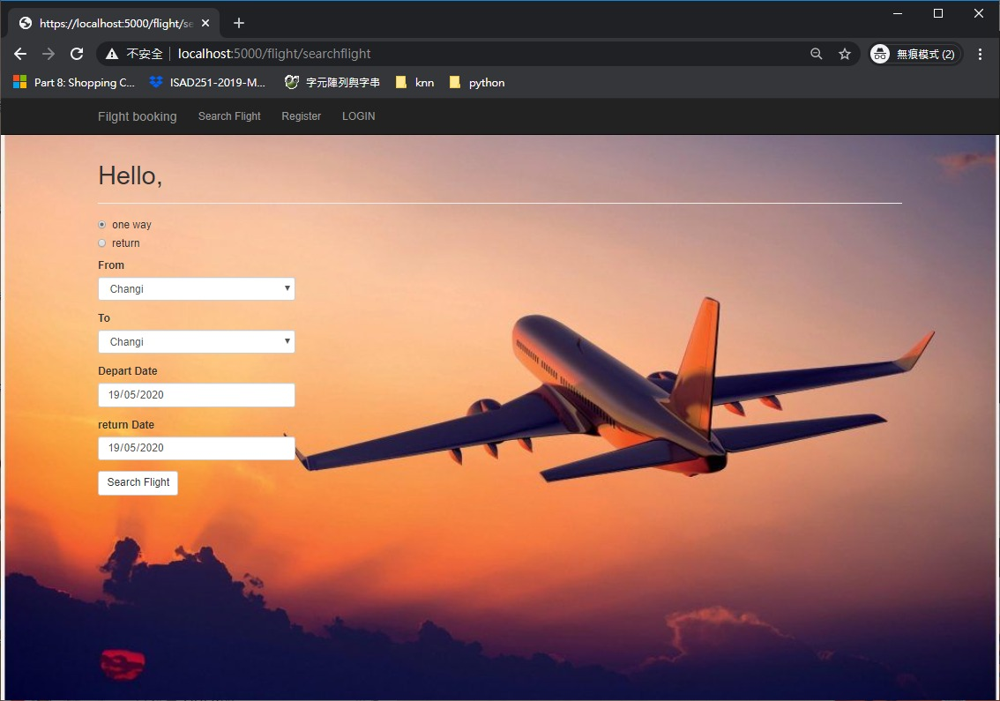 https://localhost:5000/flight/se
不安全 localhost:5000/flight/searchflight 無痕模式 (2)
Part 8: Shopping C... ISAD251-2019-M... 字元陣列與字串 knn python
Filght booking Search Flight Register LOGIN
Hello,
one way
return
From
Changi
To
Changi
Depart Date
19/05/2020
return Date
19/05/2020
Search Flight